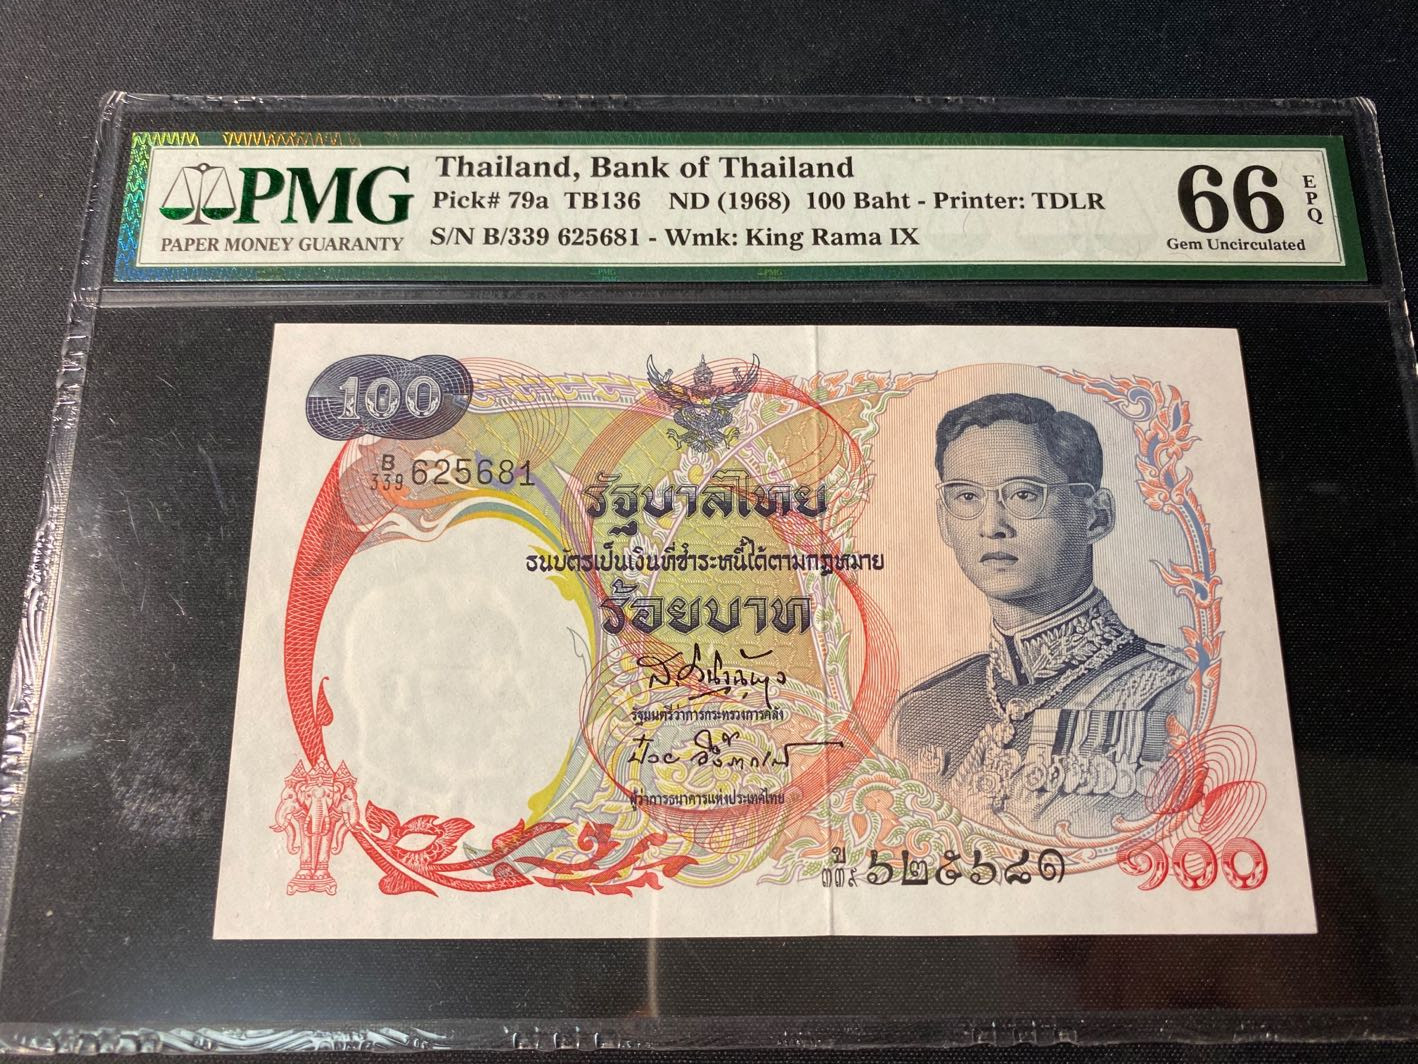 PMG
PAPER MONEY GUARANTY
Thailand, Bank of Thailand
Pick# 79a TB136 ND (1968) 100 Baht - Printer: TDLR
S/N B/339 625681 - Wmk: King Rama IX
66
EPQ
Gem Uncirculated
100
B/339 625681
รัฐบาลไทย
ธนบัตรเป็นเงินที่ชำระหนี้ได้ตามกฎหมาย
ร้อยบาท
รัฐมนตรีว่าการกระทรวงการคลัง
ผู้ว่าการธนาคารแห่งประเทศไทย
๓๓๙ ๖๒๕๖๘๑
๑๐๐